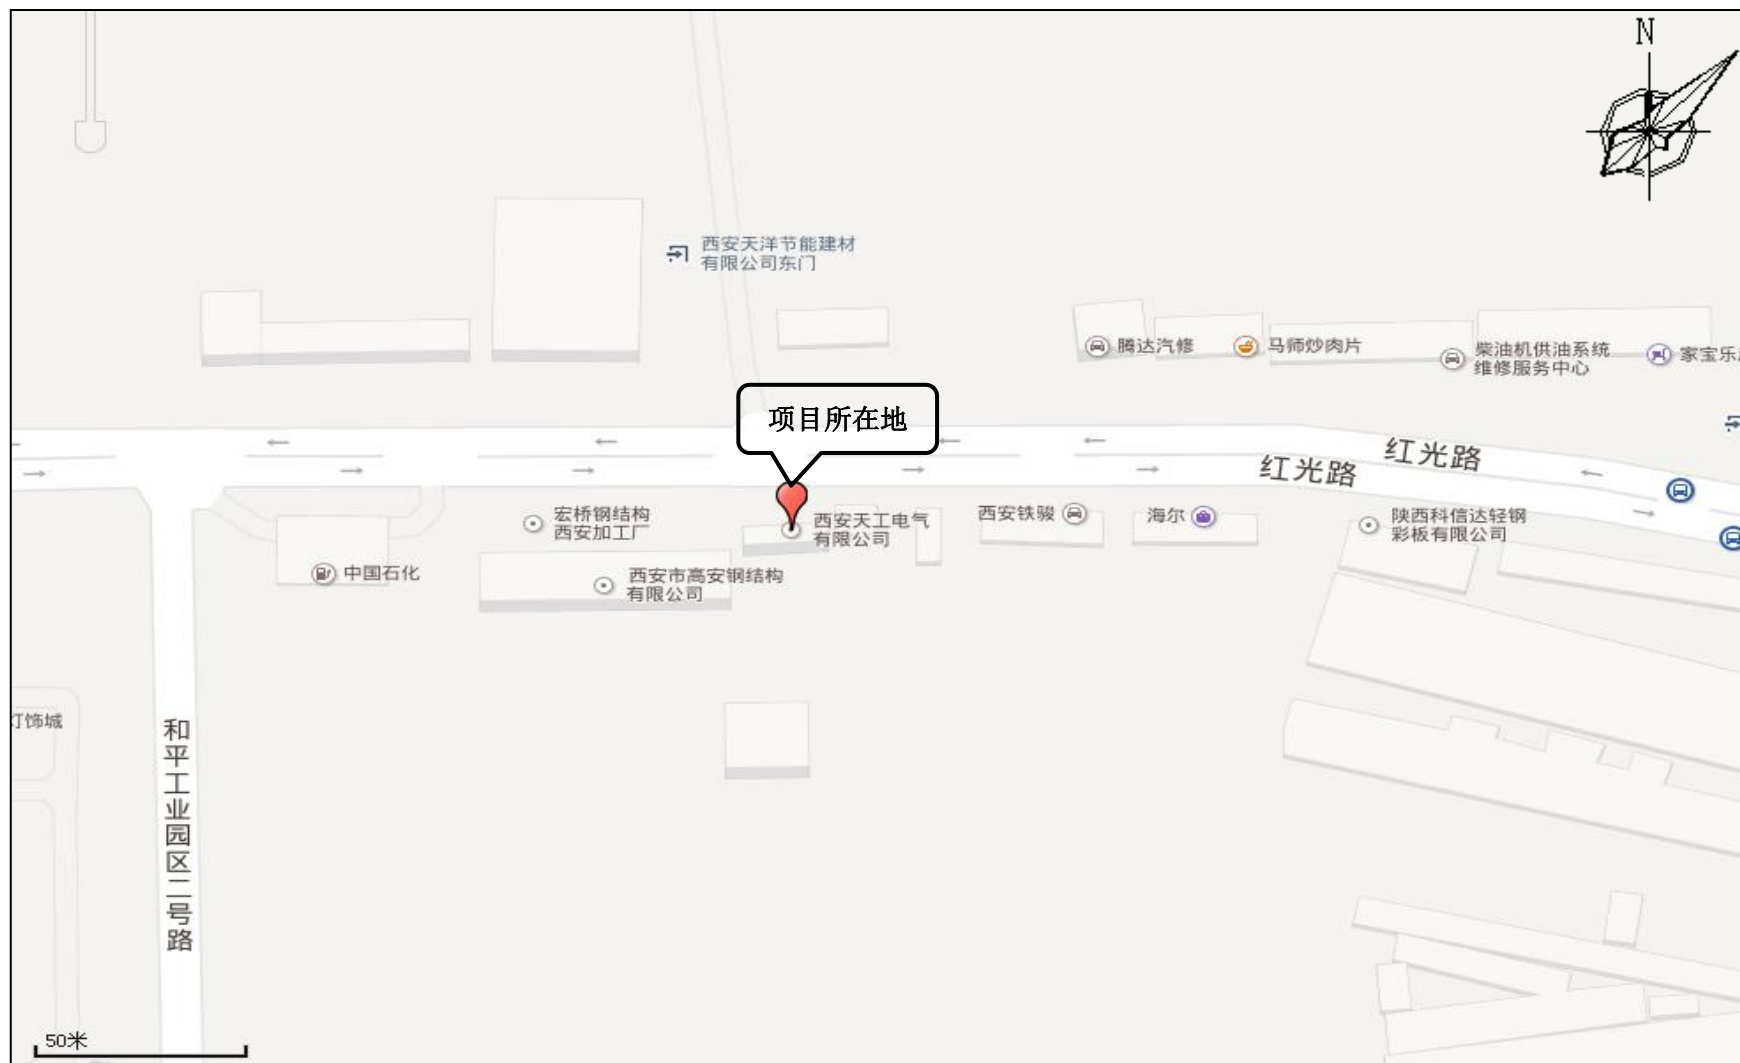 N
西安天洋节能建材
有限公司东门
腾达汽修
马师炒肉片
柴油机供油系统
维修服务中心
家宝乐
项目所在地
红光路
红光路
宏桥钢结构
西安加工厂
西安天工电气
有限公司
西安铁骏
海尔
陕西科信达轻钢
彩板有限公司
中国石化
西安市高安钢结构
有限公司
灯饰城
和平工业园区二号路
50米